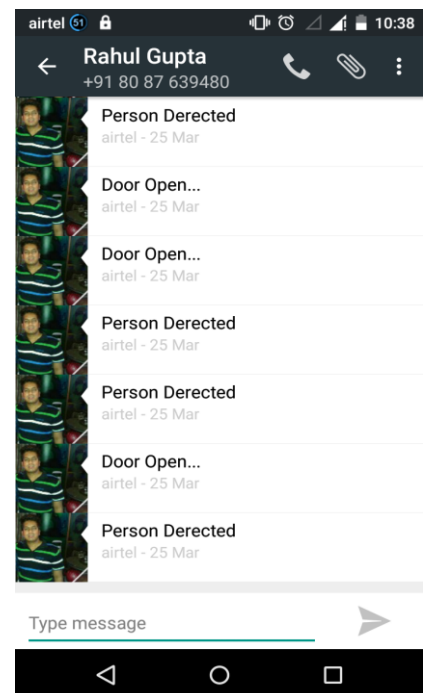 airtel 51 10:38
Rahul Gupta
+91 80 87 639480
Person Derected
airtel - 25 Mar
Door Open...
airtel - 25 Mar
Door Open...
airtel - 25 Mar
Person Derected
airtel - 25 Mar
Person Derected
airtel - 25 Mar
Door Open...
airtel - 25 Mar
Person Derected
airtel - 25 Mar
Type message